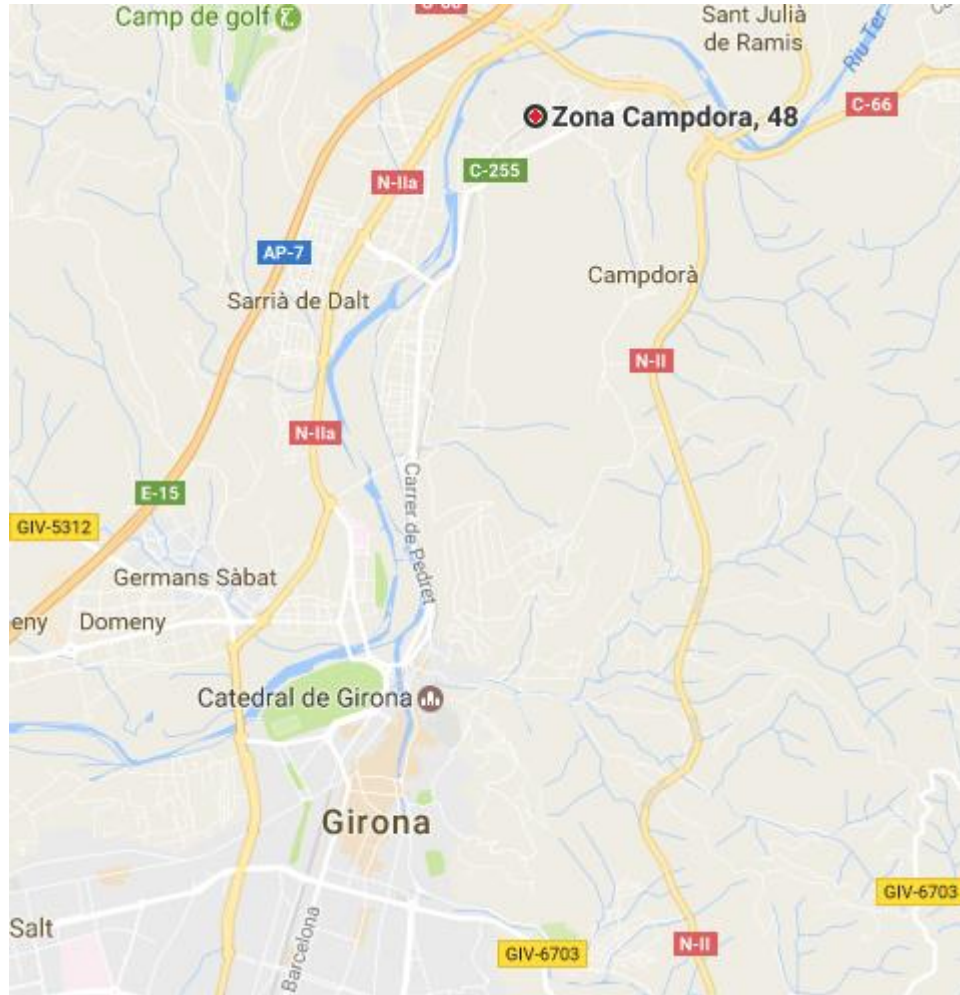 Camp de golf
Sant Julià
de Ramis
Riu Ter
C-66
Zona Campdora, 48
C-255
N-IIa
AP-7
Campdorà
Sarrià de Dalt
N-II
N-IIa
Carrer de Pedret
E-15
GIV-5312
Germans Sàbat
eny
Domeny
Catedral de Girona
Girona
GIV-6703
Salt
Barcelona
GIV-6703
N-II